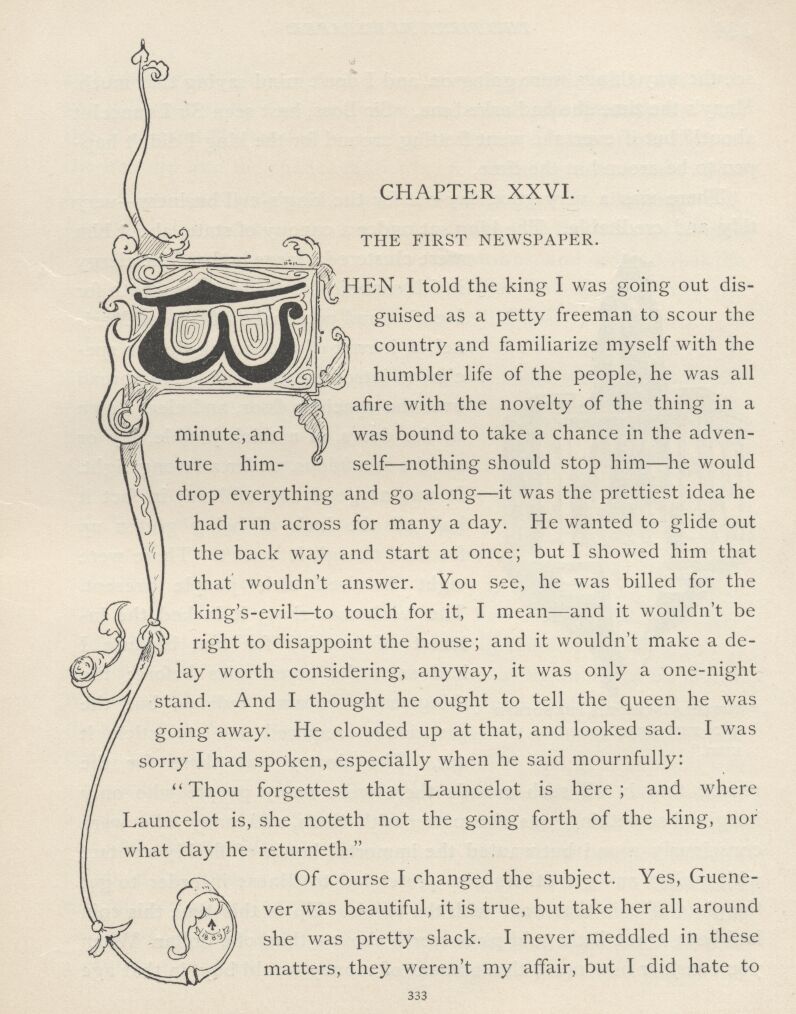 CHAPTER XXVI.
THE FIRST NEWSPAPER.
WHEN I told the king I was going out dis-
guised as a petty freeman to scour the
country and familiarize myself with the
humbler life of the people, he was all
afire with the novelty of the thing in a
minute, and was bound to take a chance in the adven-
ture him- self—nothing should stop him—he would
drop everything and go along—it was the prettiest idea he
had run across for many a day. He wanted to glide out
the back way and start at once; but I showed him that
that wouldn't answer. You see, he was billed for the
king's-evil—to touch for it, I mean—and it wouldn't be
right to disappoint the house; and it wouldn't make a de-
lay worth considering, anyway, it was only a one-night
stand. And I thought he ought to tell the queen he was
going away. He clouded up at that, and looked sad. I was
sorry I had spoken, especially when he said mournfully:
“Thou forgettest that Launcelot is here; and where
Launcelot is, she noteth not the going forth of the king, nor
what day he returneth.”
Of course I changed the subject. Yes, Guene-
ver was beautiful, it is true, but take her all around
she was pretty slack. I never meddled in these
matters, they weren't my affair, but I did hate to
333